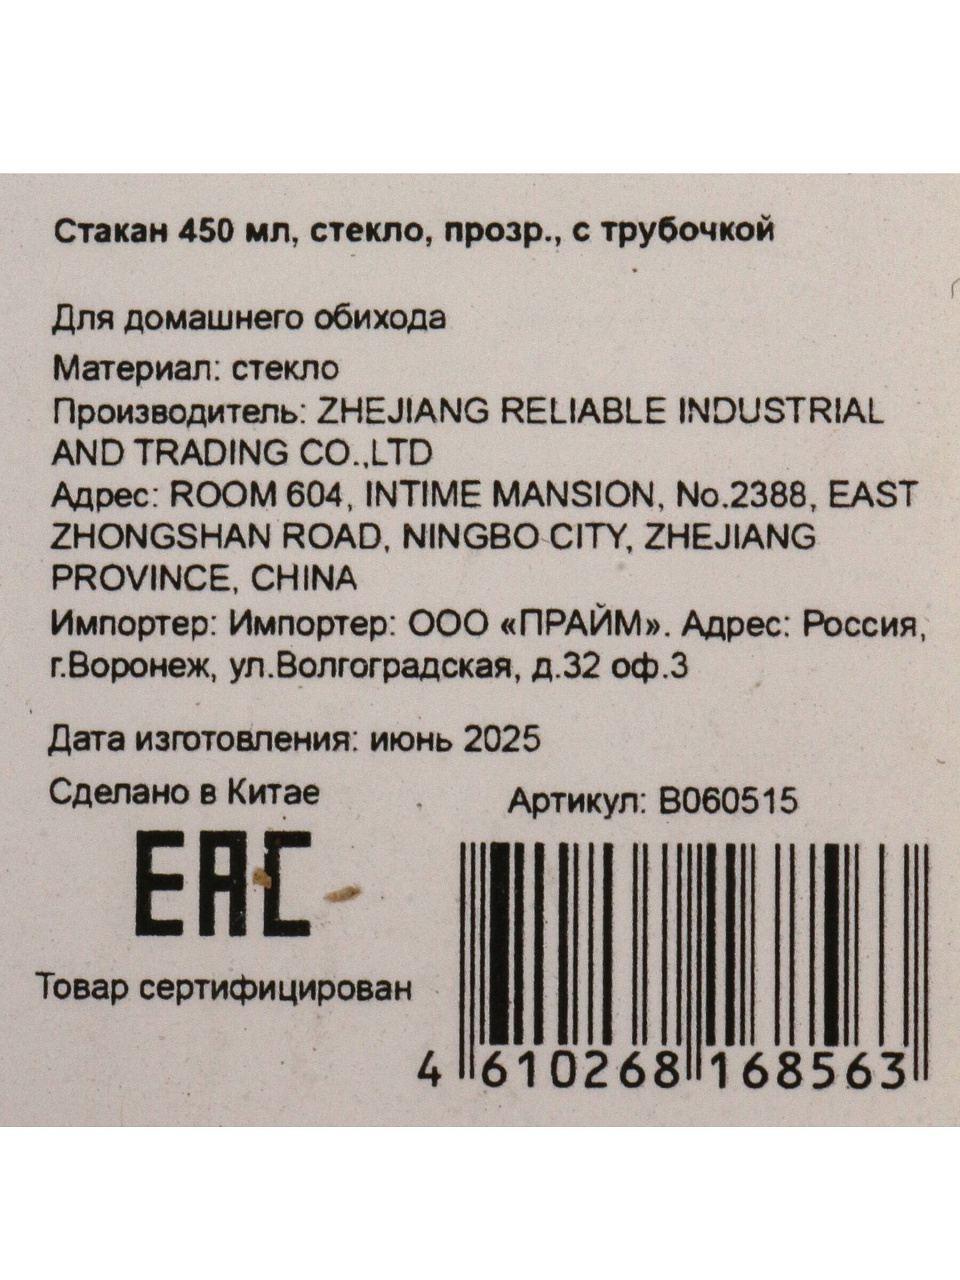 Стакан 450 мл, стекло, прозр., с трубочкой
Для домашнего обихода
Материал: стекло
Производитель: ZHEJIANG RELIABLE INDUSTRIAL
AND TRADING CO.,LTD
Адрес: ROOM 604, INTIME MANSION, No.2388, EAST
ZHONGSHAN ROAD, NINGBO CITY, ZHEJIANG
PROVINCE, CHINA
Импортер: Импортер: ООО «ПРАЙМ». Адрес: Россия,
г.Воронеж, ул.Волгоградская, д.32 оф.3
Дата изготовления: июнь 2025
Сделано в Китае
Артикул: B060515
EAC
Товар сертифицирован
4 610268 168563